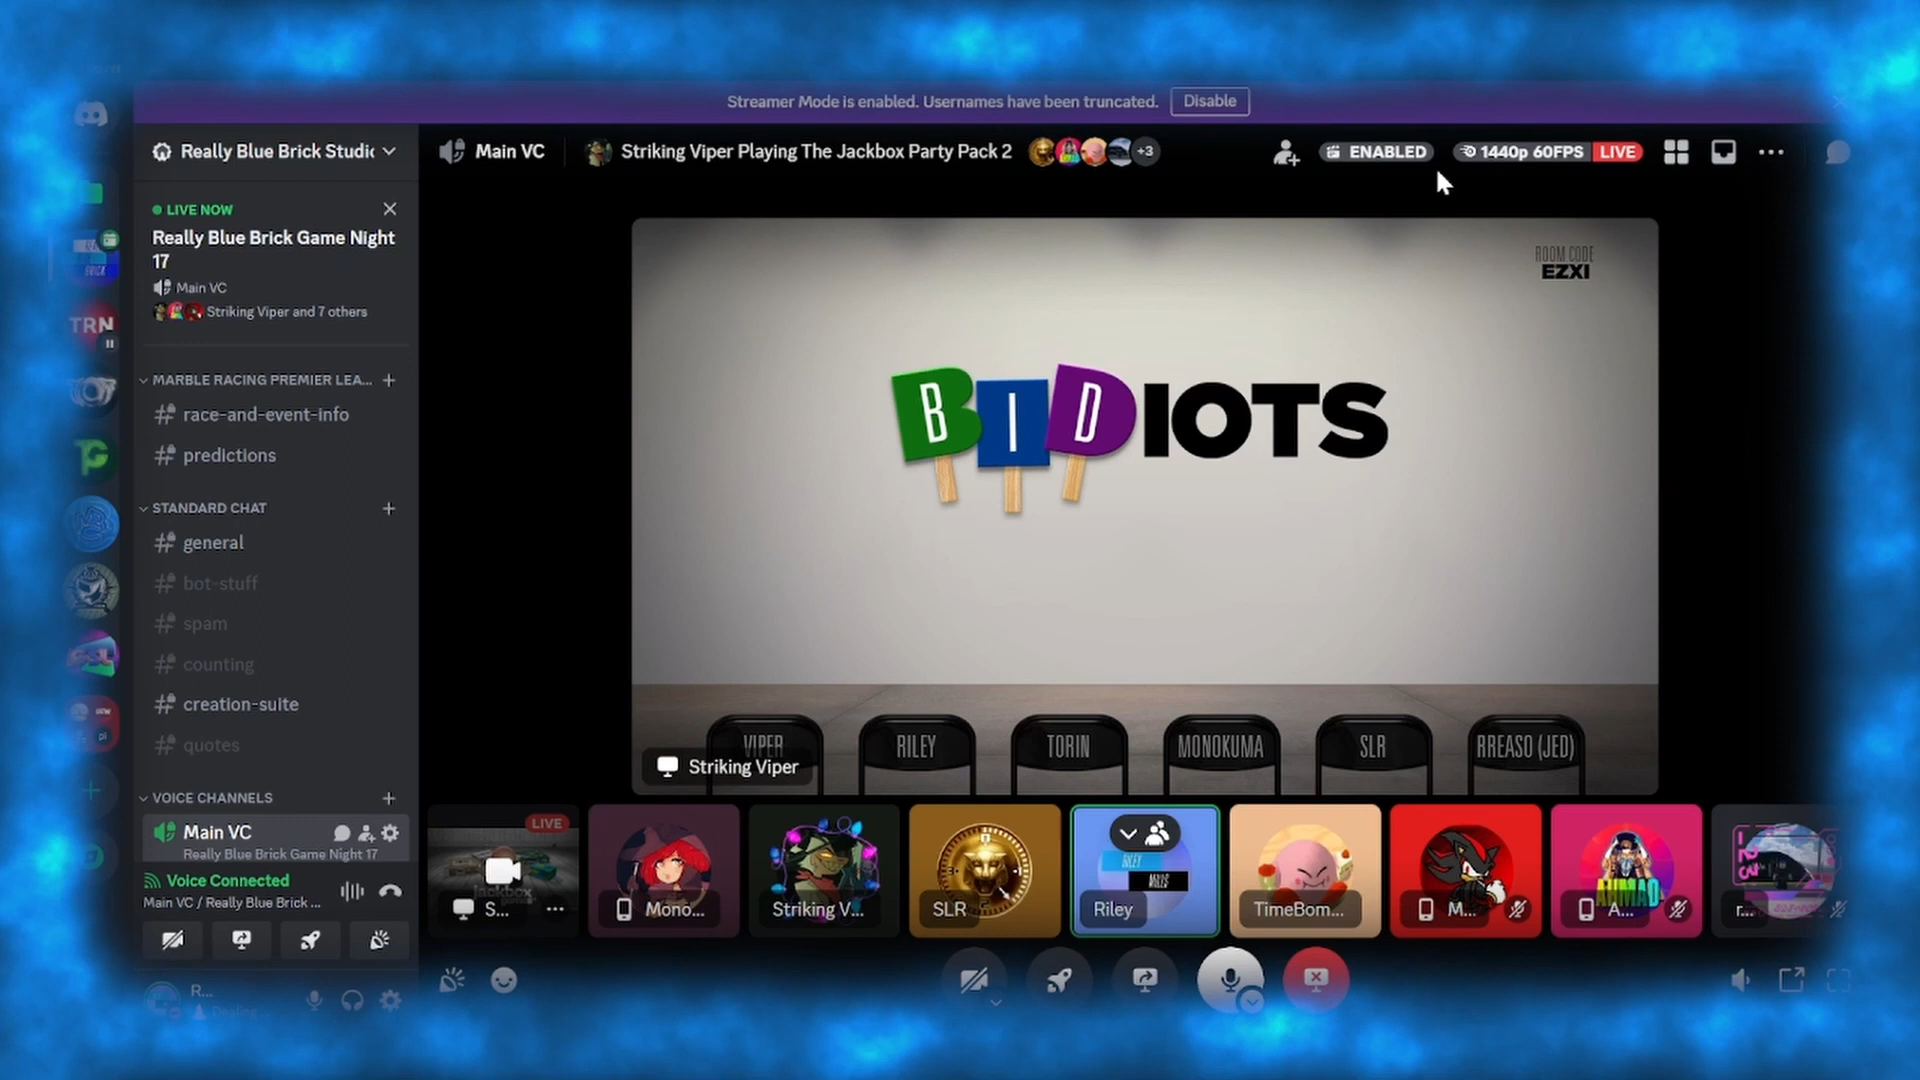 Streamer Mode is enabled. Usernames have been truncated.
Disable
Really Blue Brick Studic
Main VC
Striking Viper Playing The Jackbox Party Pack 2
+3
ENABLED
1440p 60FPS
LIVE
LIVE NOW
Really Blue Brick Game Night
17
Main VC
Striking Viper and 7 others
TRN
MARBLE RACING PREMIER LEA...
race-and-event-info
predictions
STANDARD CHAT
general
bot-stuff
spam
counting
creation-suite
quotes
VOICE CHANNELS
Main VC
Really Blue Brick Game Night 17
Voice Connected
Main VC / Really Blue Brick ...
R...
ROOM CODE
EZXI
BIDIOTS
VIPER
RILEY
TORIN
MONOKUMA
SLR
RREASO (JED)
Striking Viper
LIVE
S...
Mono...
Striking V...
SLR
RILEY
Riley
TimeBom...
M...
AHMAD
A...
r...